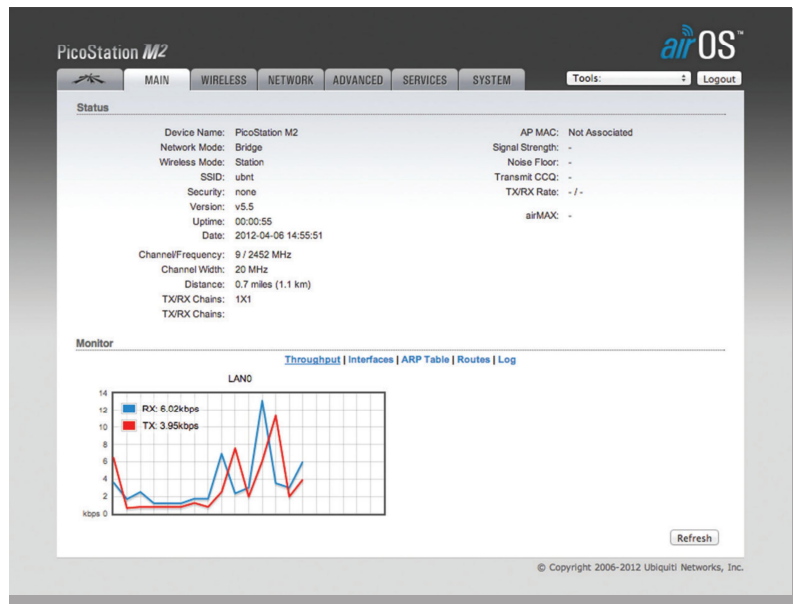 PicoStation M2
airOS™
MAIN WIRELESS NETWORK ADVANCED SERVICES SYSTEM Tools: Logout
Status
Device Name: PicoStation M2
Network Mode: Bridge
Wireless Mode: Station
SSID: ubnt
Security: none
Version: v5.5
Uptime: 00:00:55
Date: 2012-04-06 14:55:51
Channel/Frequency: 9 / 2452 MHz
Channel Width: 20 MHz
Distance: 0.7 miles (1.1 km)
TX/RX Chains: 1X1
TX/RX Chains:
AP MAC: Not Associated
Signal Strength: -
Noise Floor: -
Transmit CCQ: -
TX/RX Rate: - / -
airMAX: -
Monitor
Throughput | Interfaces | ARP Table | Routes | Log
LAN0
14
12
10
8
6
4
2
kbps 0
RX: 6.02kbps
TX: 3.95kbps
Refresh
© Copyright 2006-2012 Ubiquiti Networks, Inc.